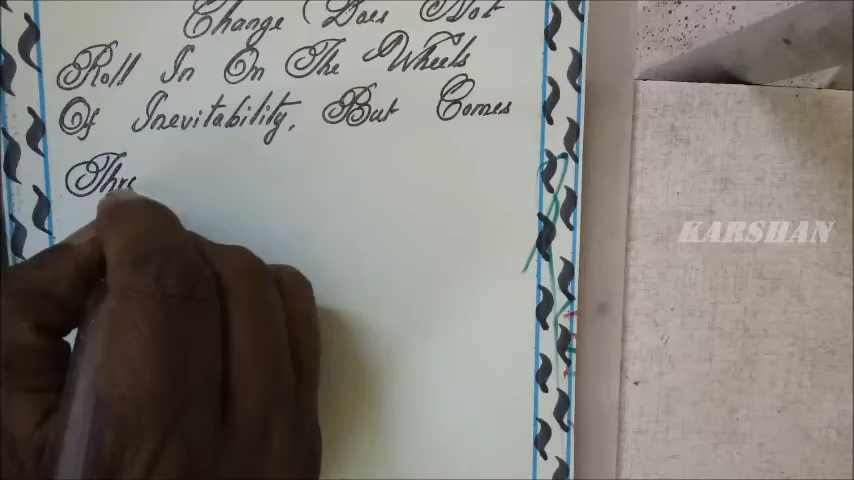 Change Does Not
Roll In On The Wheels
Of Inevitability, But Comes
KARSHAN